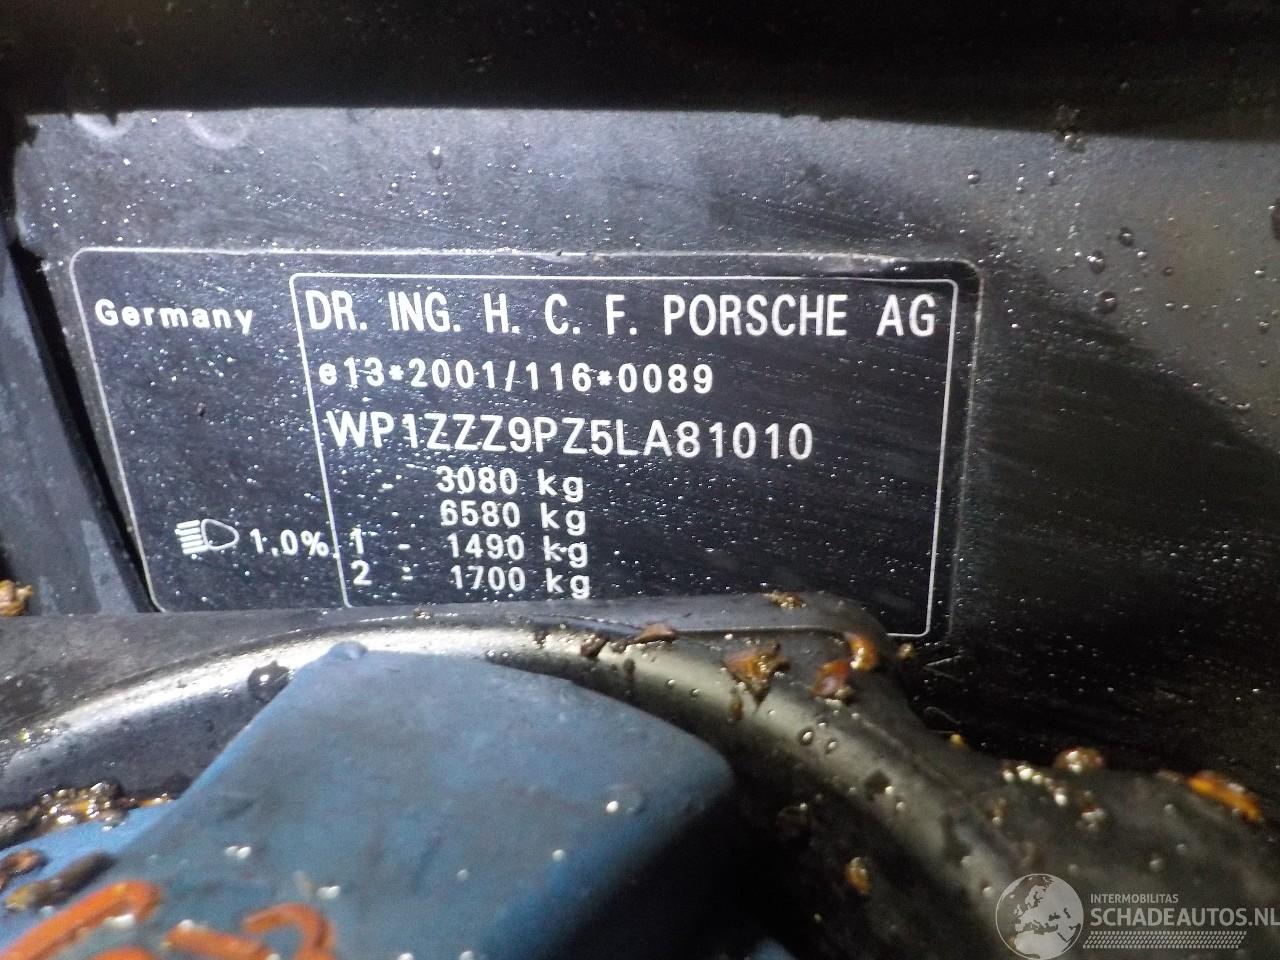 Germany
DR. ING. H. C. F. PORSCHE AG
e13*2001/116*0089
WP1ZZZ9PZ5LA81010
- 3080 kg
6580 kg
1,0% 1 - 1490 kg
2 - 1700 kg
INTERMOBILITAS
SCHADEAUTOS.NL